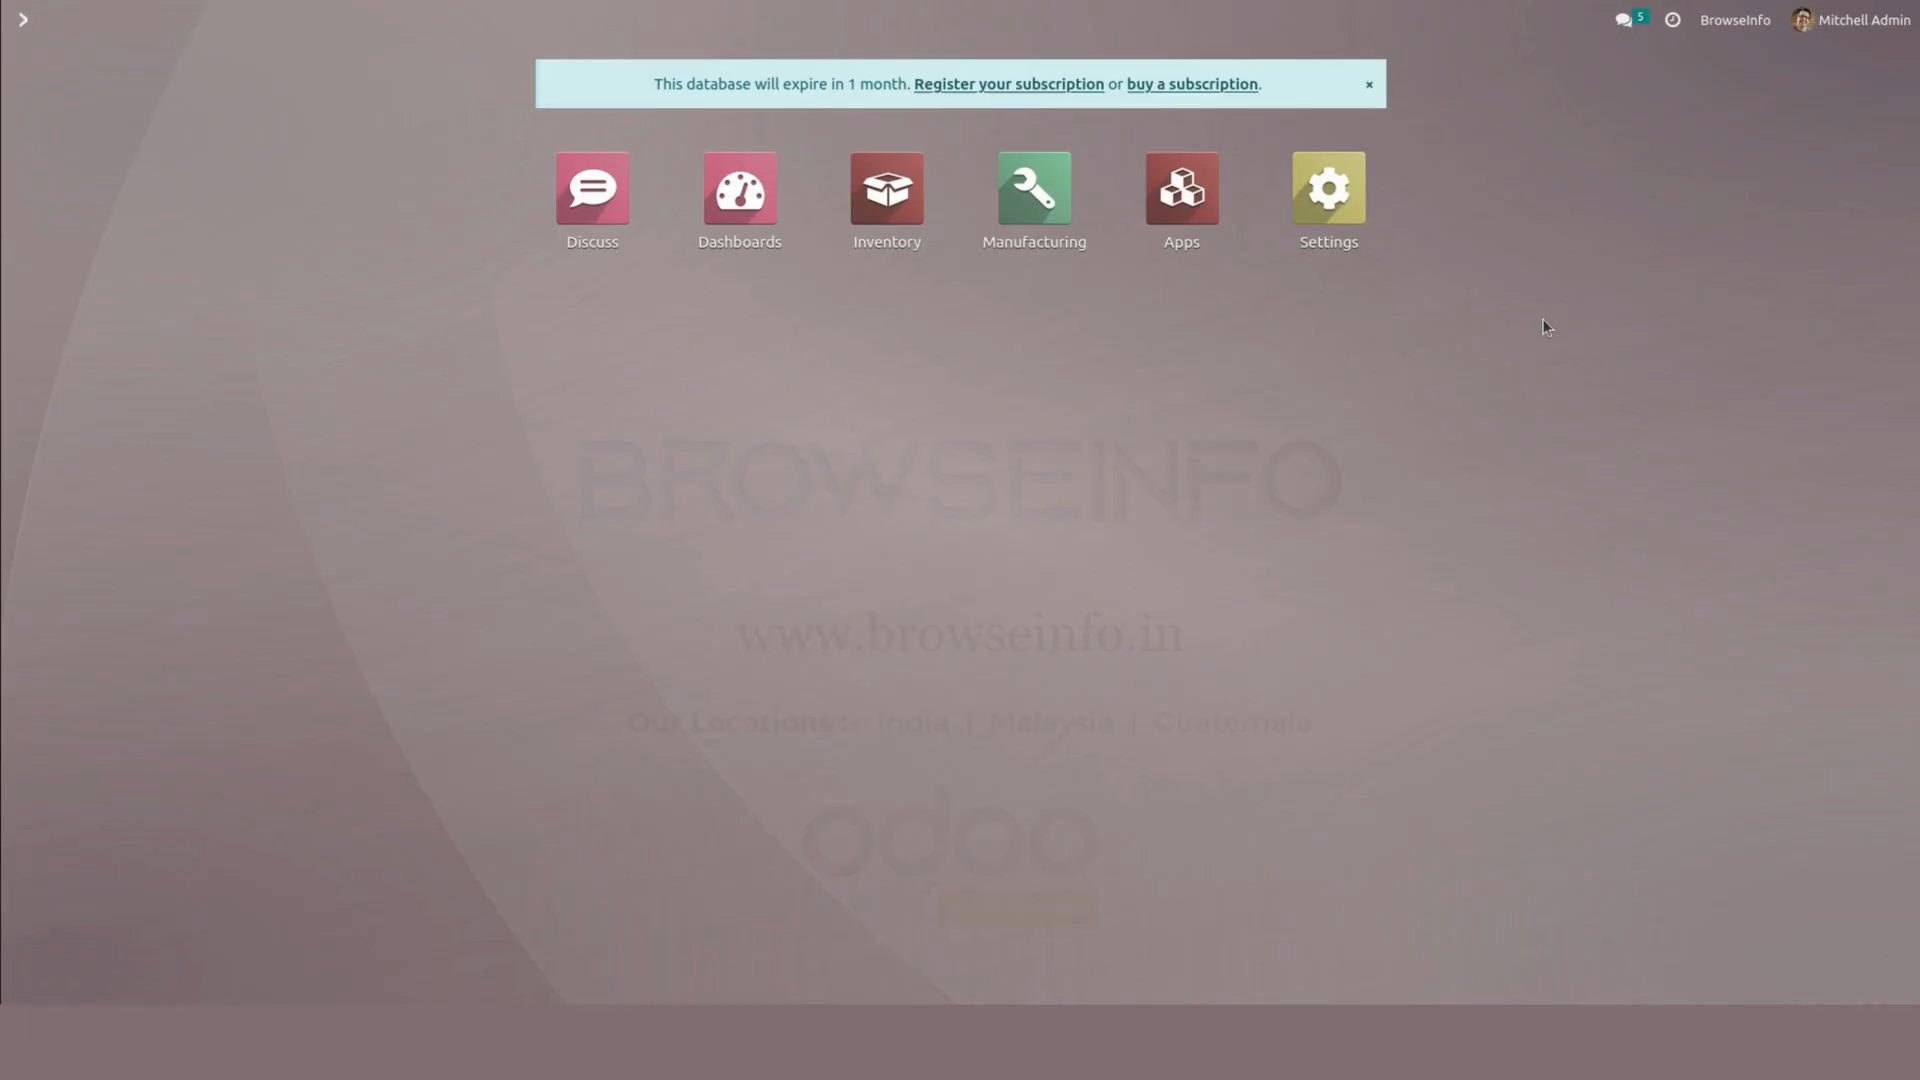 5 BrowseInfo Mitchell Admin
This database will expire in 1 month. Register your subscription or buy a subscription. ×
Discuss Dashboards Inventory Manufacturing Apps Settings
BROWSEINFO
www.browseinfo.in
Our Locations :- India | Malaysia | Guatemala
odoo